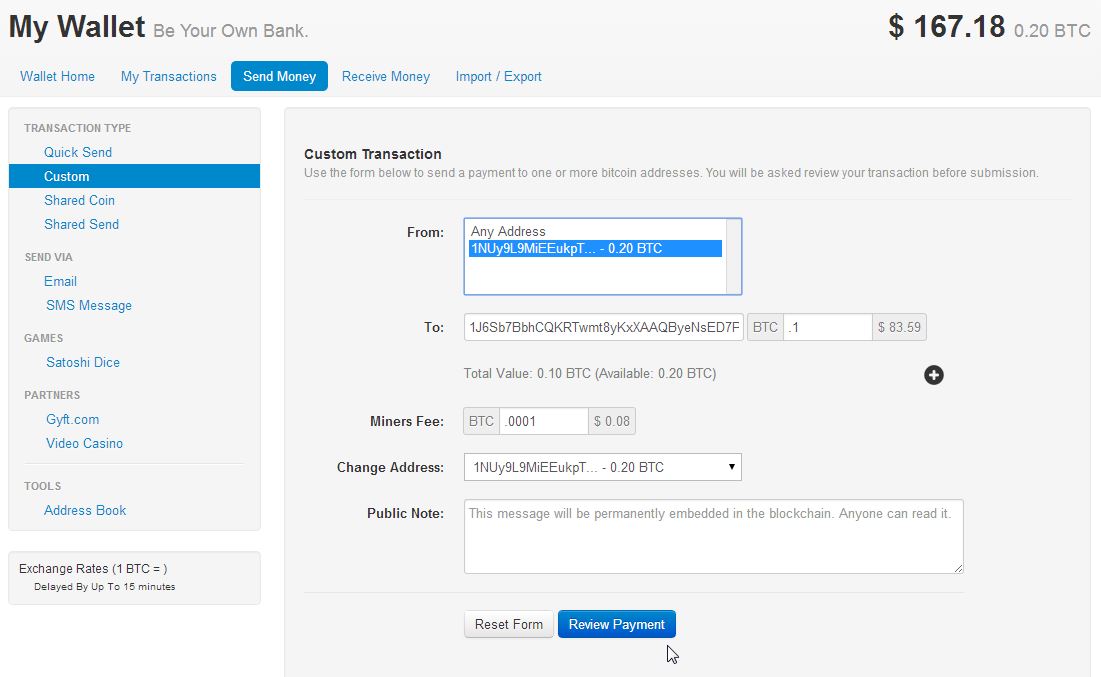 My Wallet Be Your Own Bank.
$ 167.18 0.20 BTC
Wallet Home My Transactions Send Money Receive Money Import / Export
TRANSACTION TYPE
Quick Send
Custom
Shared Coin
Shared Send
SEND VIA
Email
SMS Message
GAMES
Satoshi Dice
PARTNERS
Gyft.com
Video Casino
TOOLS
Address Book
Exchange Rates (1 BTC = )
Delayed By Up To 15 minutes
Custom Transaction
Use the form below to send a payment to one or more bitcoin addresses. You will be asked review your transaction before submission.
From:
Any Address
1NUy9L9MiEEukpT... - 0.20 BTC
To: 1J6Sb7BbhCQKRTwmt8yKxXAAQByeNsED7F BTC .1 $ 83.59
Total Value: 0.10 BTC (Available: 0.20 BTC)
Miners Fee: BTC .0001 $ 0.08
Change Address: 1NUy9L9MiEEukpT... - 0.20 BTC
Public Note: This message will be permanently embedded in the blockchain. Anyone can read it.
Reset Form Review Payment